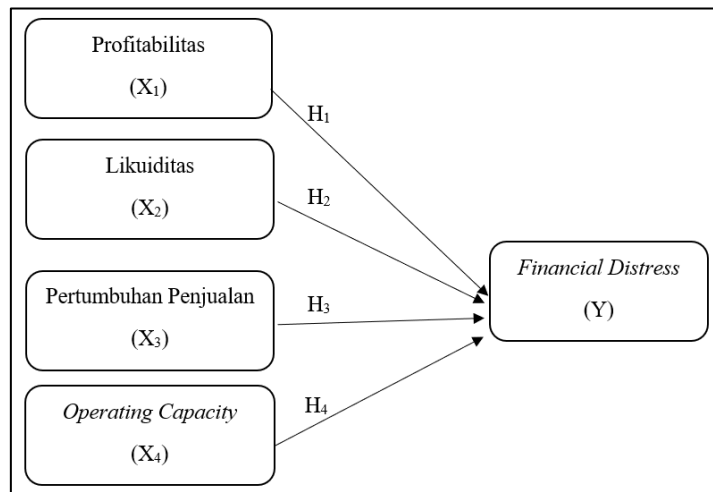 Profitabilitas
(X₁)
H₁
Likuiditas
(X₂)
H₂
Financial Distress
(Y)
Pertumbuhan Penjualan
(X₃)
H₃
Operating Capacity
(X₄)
H₄